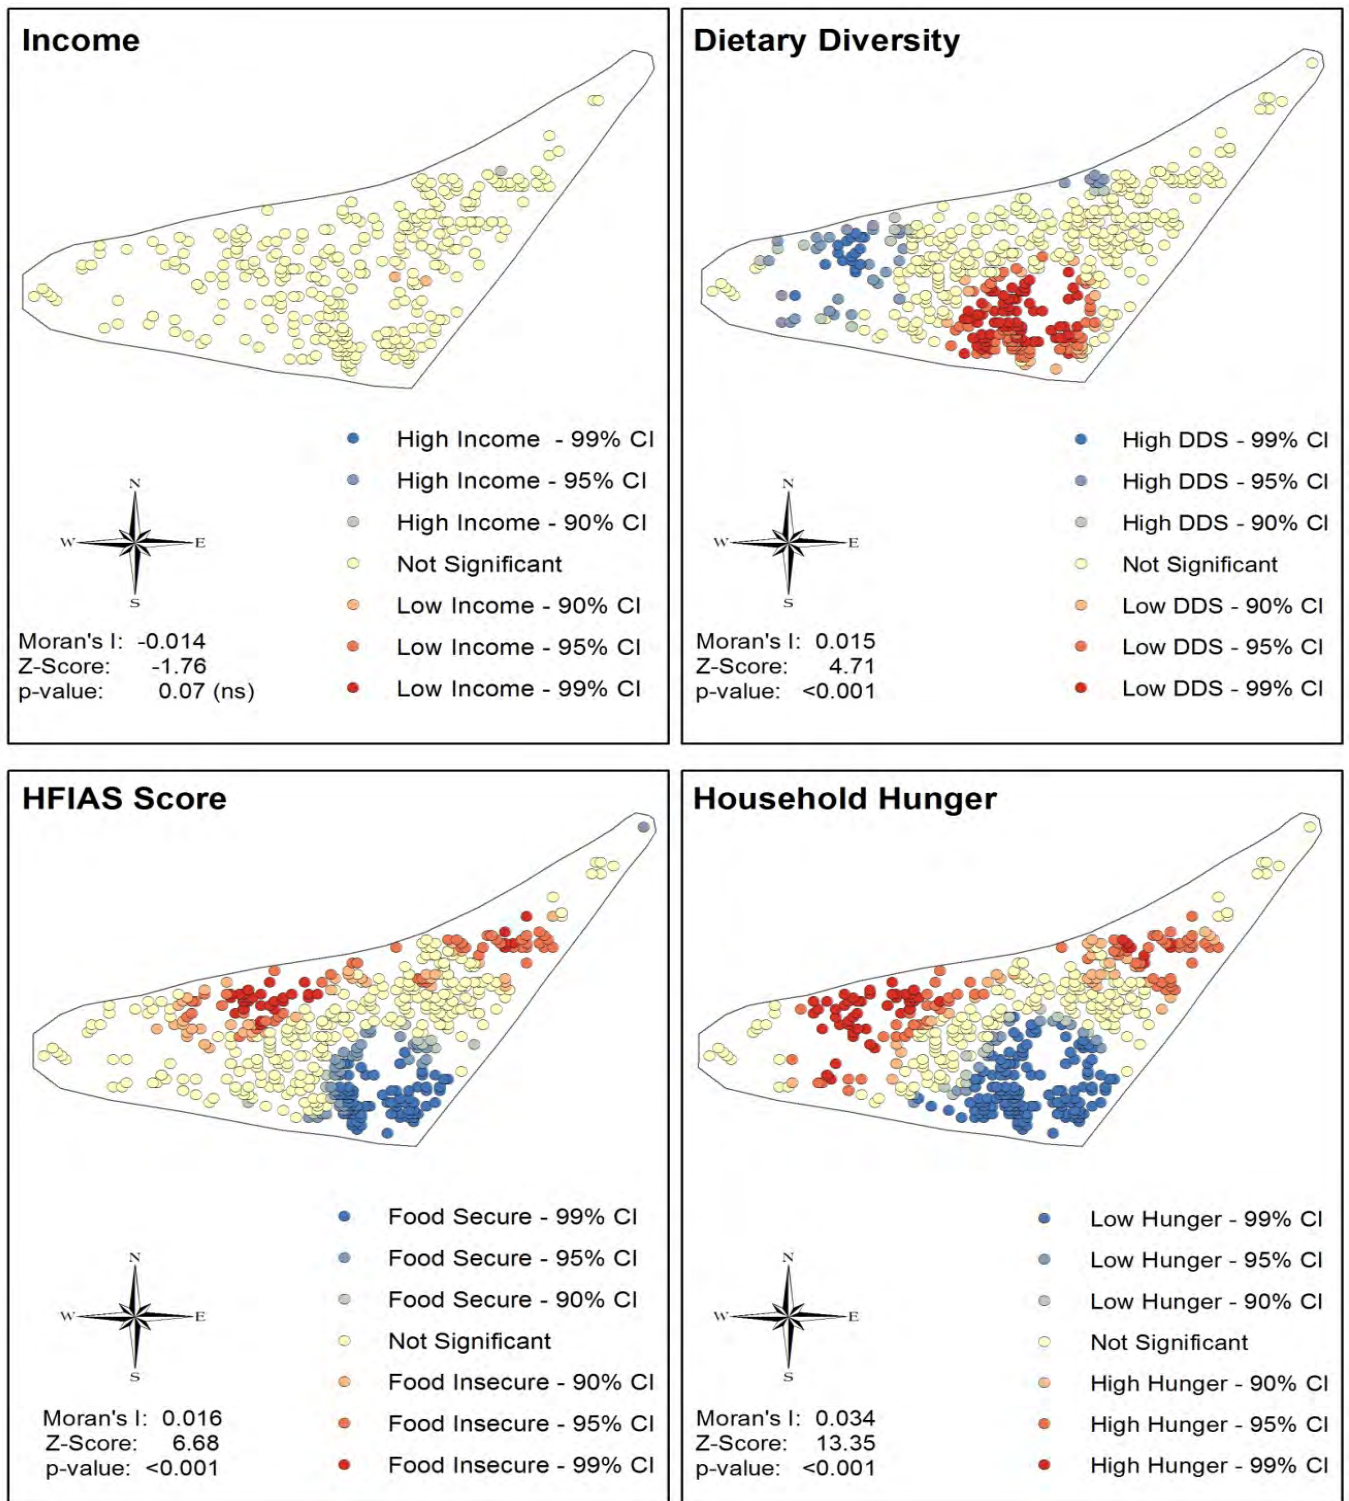 Income
High Income - 99% CI
High Income - 95% CI
High Income - 90% CI
Not Significant
Low Income - 90% CI
Low Income - 95% CI
Low Income - 99% CI
N
W E
S
Moran's I: -0.014
Z-Score: -1.76
p-value: 0.07 (ns)
Dietary Diversity
High DDS - 99% CI
High DDS - 95% CI
High DDS - 90% CI
Not Significant
Low DDS - 90% CI
Low DDS - 95% CI
Low DDS - 99% CI
N
W E
S
Moran's I: 0.015
Z-Score: 4.71
p-value: <0.001
HFIAS Score
Food Secure - 99% CI
Food Secure - 95% CI
Food Secure - 90% CI
Not Significant
Food Insecure - 90% CI
Food Insecure - 95% CI
Food Insecure - 99% CI
N
W E
S
Moran's I: 0.016
Z-Score: 6.68
p-value: <0.001
Household Hunger
Low Hunger - 99% CI
Low Hunger - 95% CI
Low Hunger - 90% CI
Not Significant
High Hunger - 90% CI
High Hunger - 95% CI
High Hunger - 99% CI
N
W E
S
Moran's I: 0.034
Z-Score: 13.35
p-value: <0.001